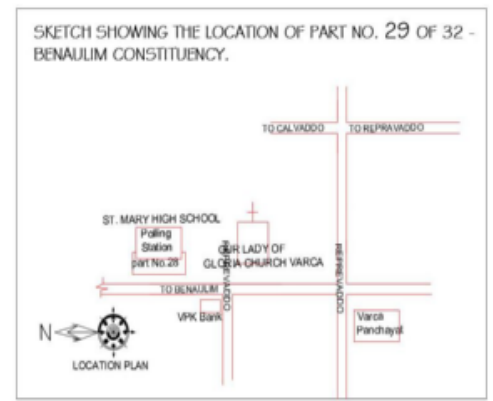 SKETCH SHOWING THE LOCATION OF PART NO. 29 OF 32 -
BENAULIM CONSTITUENCY.
TO CALVADDO
TO REPRAVADDO
ST. MARY HIGH SCHOOL
Polling
Station
part No.28
OUR LADY OF
GLORIA CHURCH VARCA
REPREVADDO
REPREVADDO
TO BENAULIM
VPK Bank
Varca
Panchayat
N
LOCATION PLAN